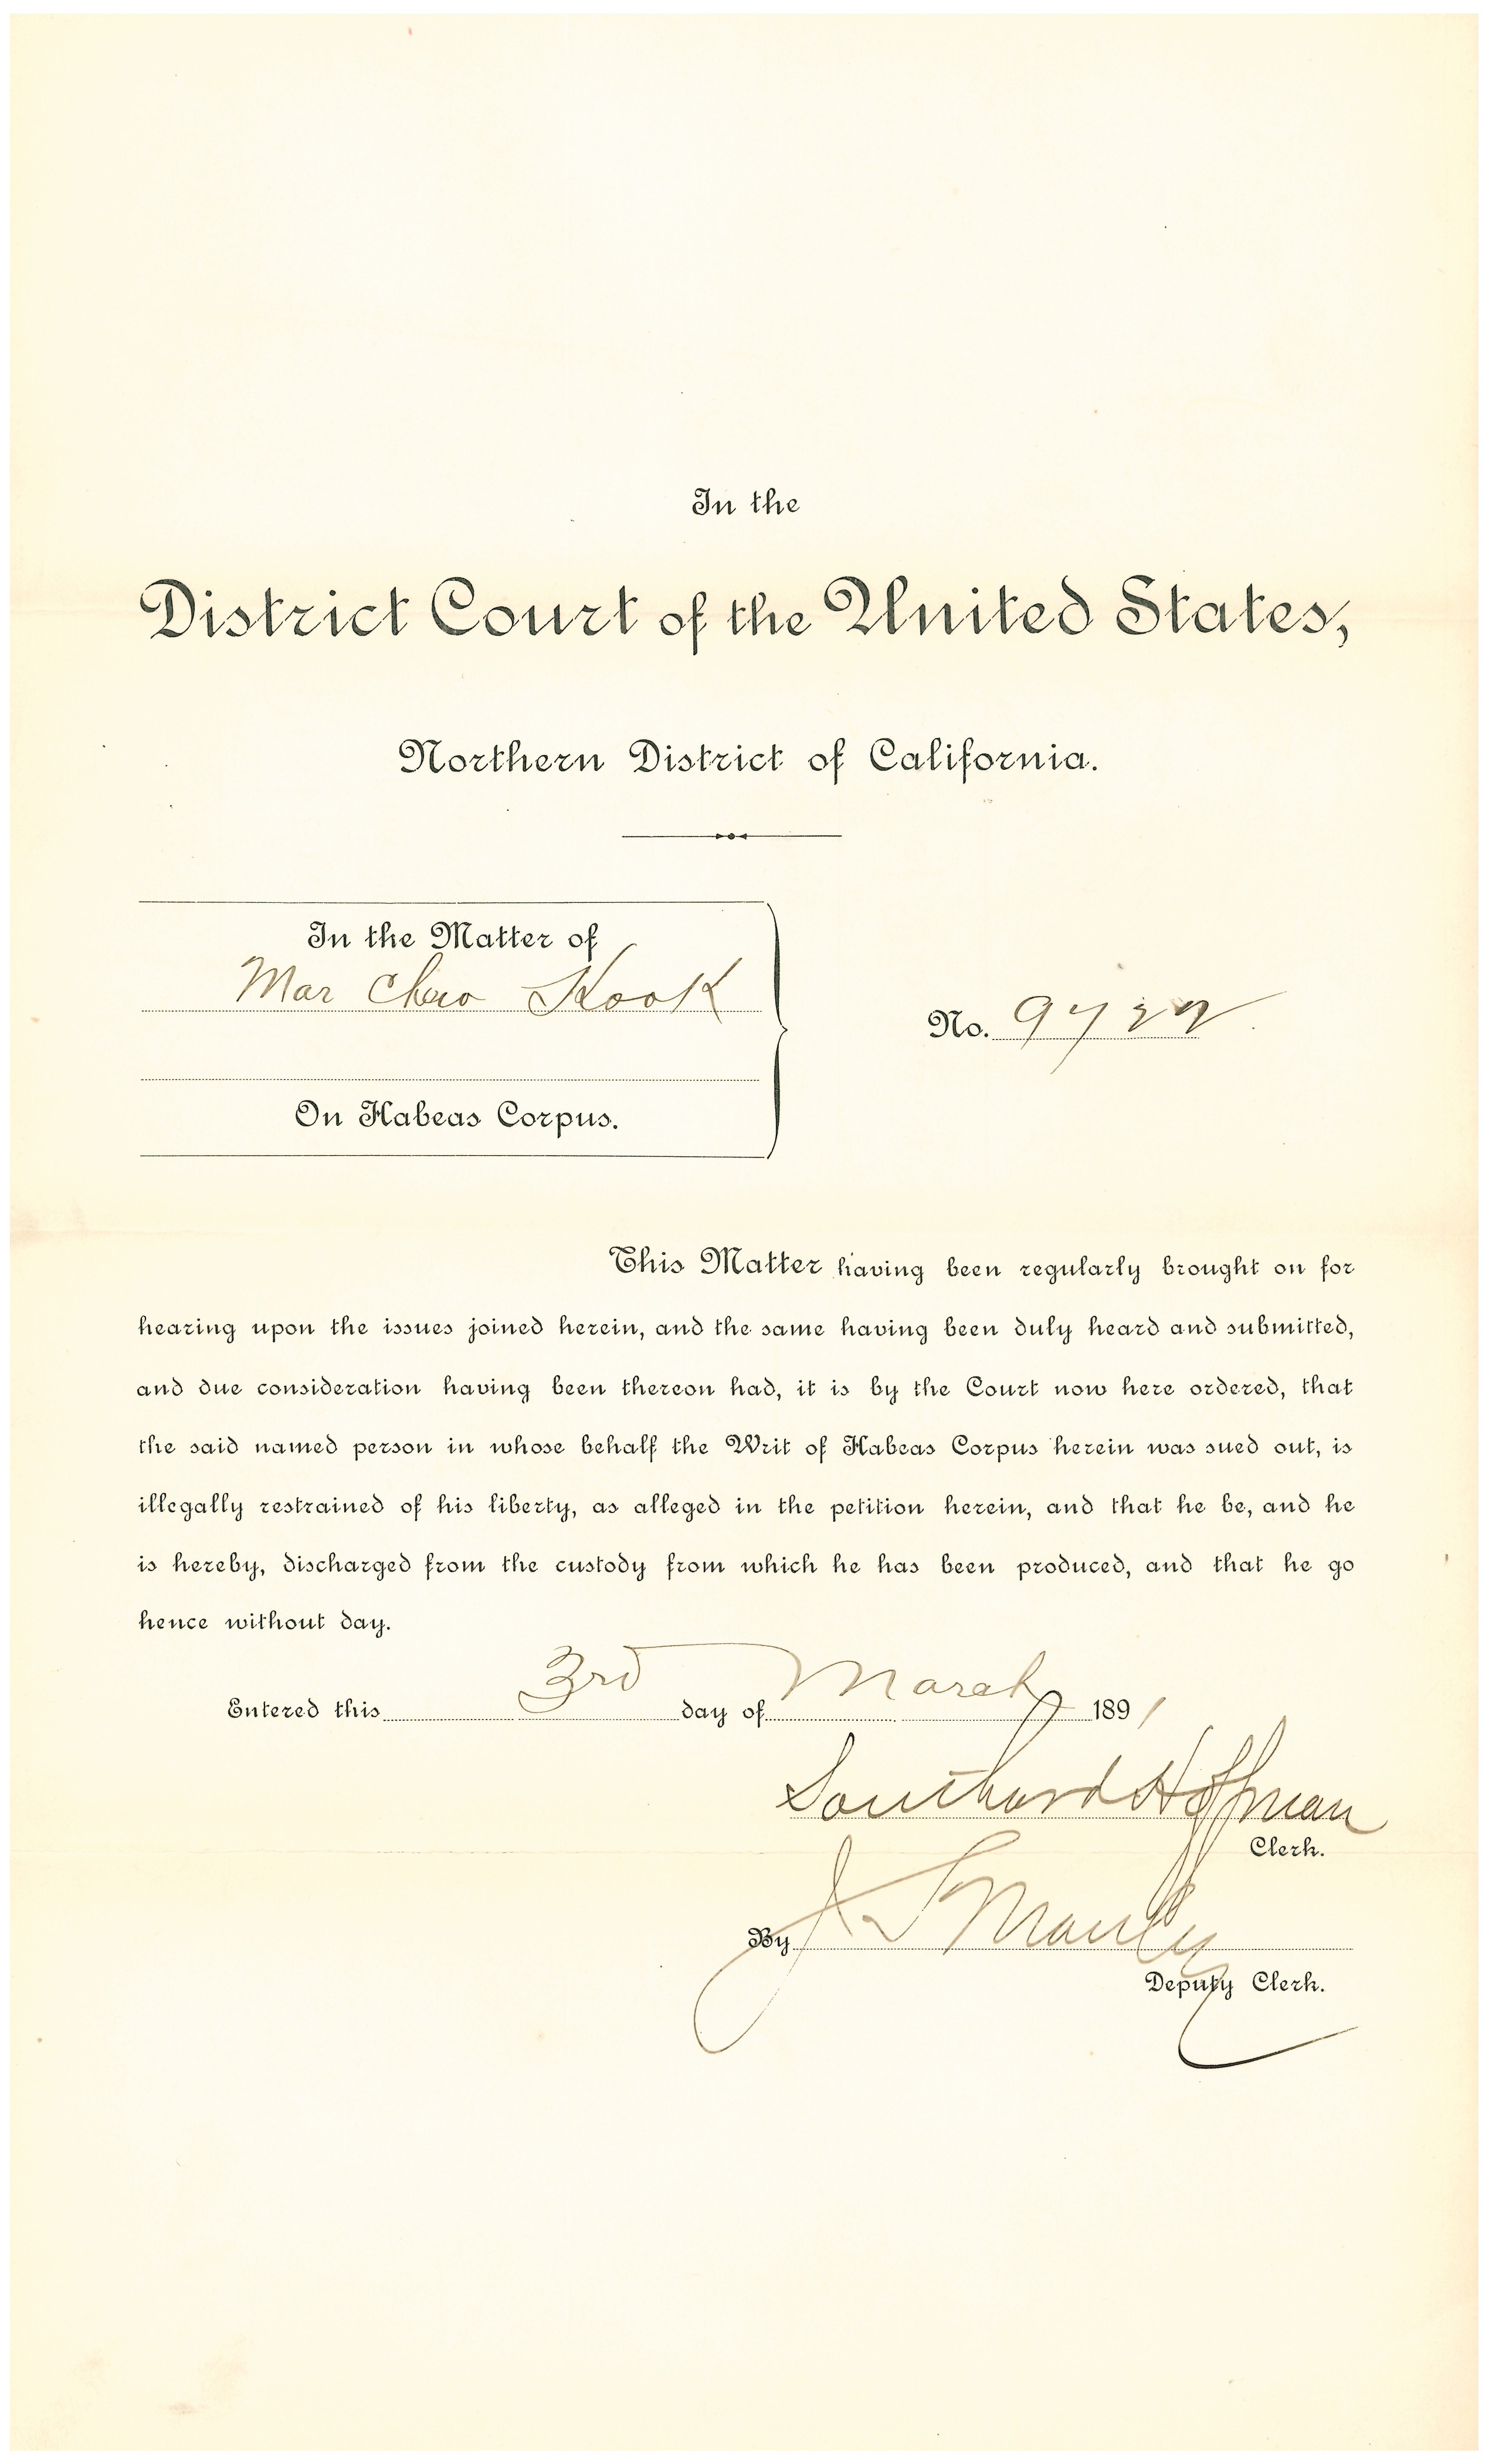 In the
District Court of the United States,
Northern District of California.
In the Matter of
Mar Chao Kook
No.
On Habeas Corpus.
This Matter having been regularly brought on for
hearing upon the issues joined herein, and the same having been duly heard and submitted,
and due consideration having been thereon had, it is by the Court now here ordered, that
the said named person in whose behalf the Writ of Habeas Corpus herein was sued out, is
illegally restrained of his liberty, as alleged in the petition herein, and that he be, and he
is hereby, discharged from the custody from which he has been produced, and that he go
hence without day.
Entered this 3rd day of March 1891
Southard Hoffman
Clerk.
By J S Manley
Deputy Clerk.